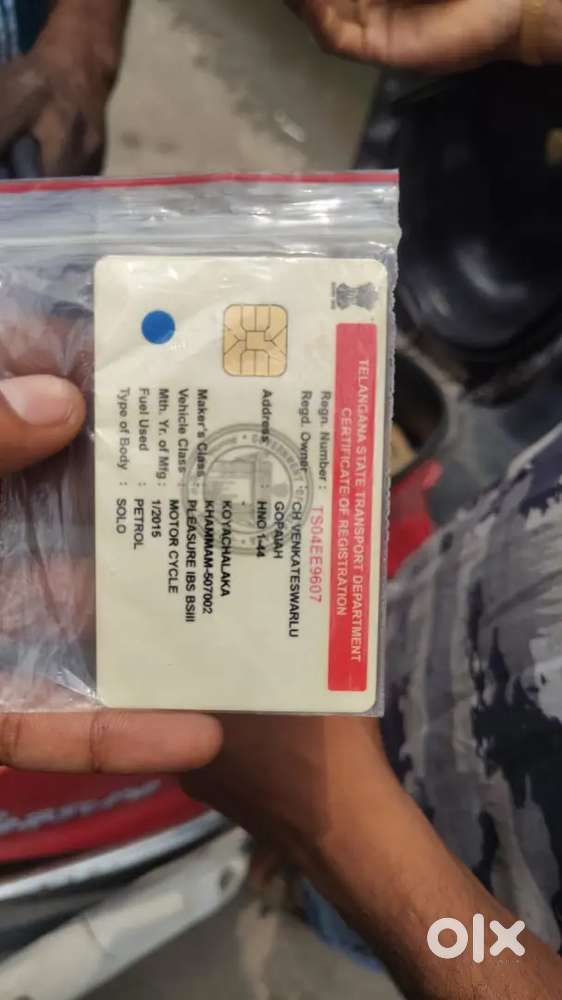 TELANGANA STATE TRANSPORT DEPARTMENT
CERTIFICATE OF REGISTRATION
Regn. Number : TS04EE9607
Regd. Owner : CH VENKATESWARLU
GOPAIAH
Address : HNO 1-44
KOYACHALAKA
KHAMMAM-507002
Maker's Class : PLEASURE IBS BSIII
Vehicle Class : MOTOR CYCLE
Mth. Yr. of Mfg : 1/2015
Fuel Used : PETROL
Type of Body : SOLO
olx